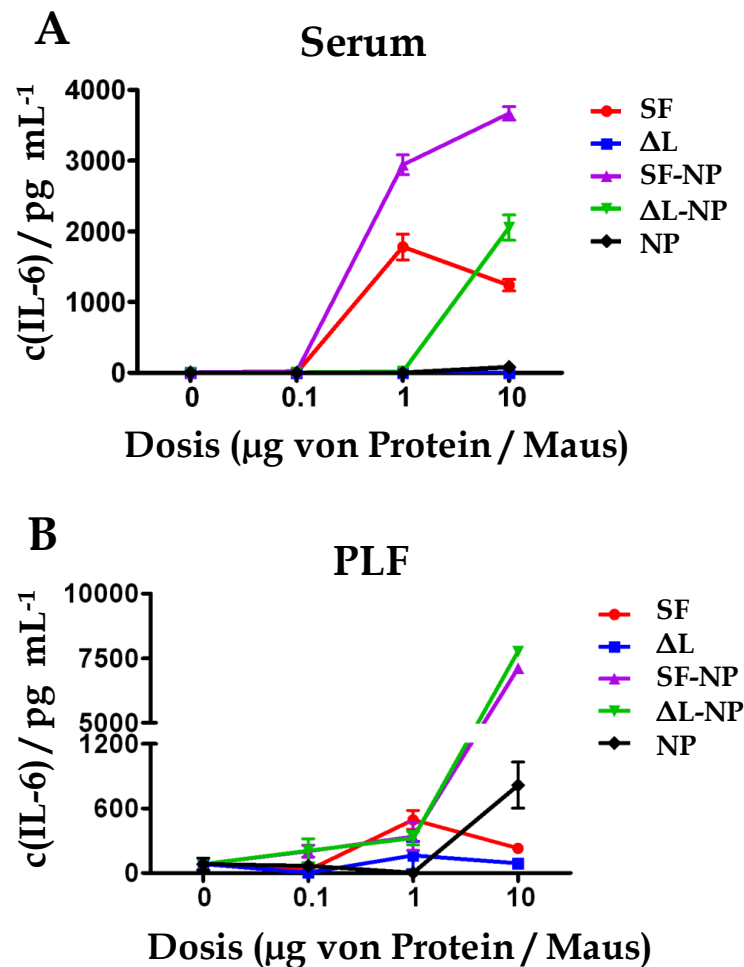 A
Serum
c(IL-6) / pg mL⁻¹
4000
3000
2000
1000
0
0 0.1 1 10
Dosis (µg von Protein / Maus)
SF
ΔL
SF-NP
ΔL-NP
NP
B
PLF
c(IL-6) / pg mL⁻¹
10000
7500
5000
1200
600
0
0 0.1 1 10
Dosis (µg von Protein / Maus)
SF
ΔL
SF-NP
ΔL-NP
NP